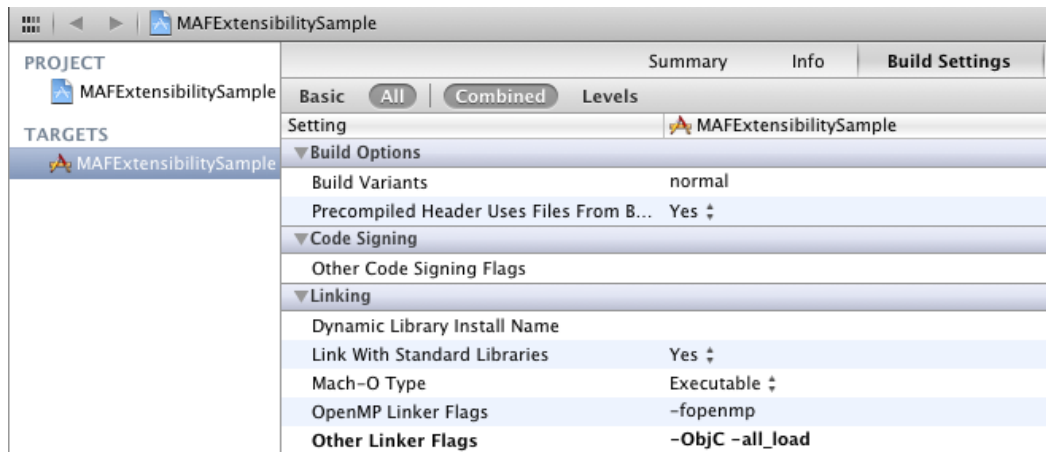 MAFExtensibilitySample
PROJECT
MAFExtensibilitySample
TARGETS
MAFExtensibilitySample
Summary Info Build Settings
Basic All Combined Levels
Setting MAFExtensibilitySample
Build Options
Build Variants normal
Precompiled Header Uses Files From B... Yes
Code Signing
Other Code Signing Flags
Linking
Dynamic Library Install Name
Link With Standard Libraries Yes
Mach-O Type Executable
OpenMP Linker Flags -fopenmp
Other Linker Flags -ObjC -all_load